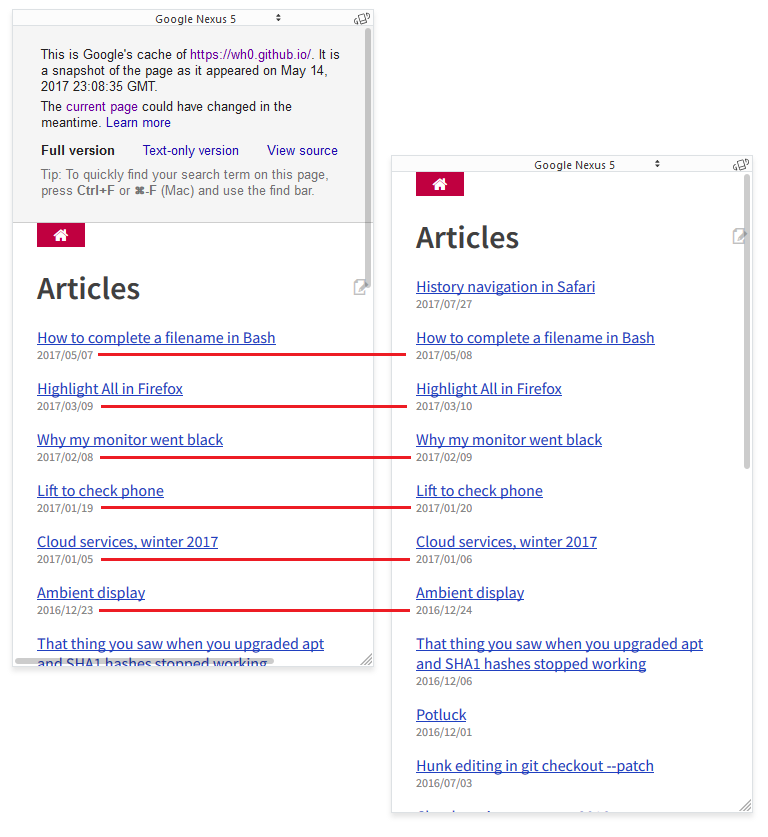 Google Nexus 5
This is Google's cache of https://wh0.github.io/. It is
a snapshot of the page as it appeared on May 14,
2017 23:08:35 GMT.
The current page could have changed in the
meantime. Learn more
Full version Text-only version View source
Tip: To quickly find your search term on this page,
press Ctrl+F or ⌘-F (Mac) and use the find bar.
Articles
How to complete a filename in Bash
2017/05/07
Highlight All in Firefox
2017/03/09
Why my monitor went black
2017/02/08
Lift to check phone
2017/01/19
Cloud services, winter 2017
2017/01/05
Ambient display
2016/12/23
That thing you saw when you upgraded apt
and SHA1 hashes stopped working
Google Nexus 5
Articles
History navigation in Safari
2017/07/27
How to complete a filename in Bash
2017/05/08
Highlight All in Firefox
2017/03/10
Why my monitor went black
2017/02/09
Lift to check phone
2017/01/20
Cloud services, winter 2017
2017/01/06
Ambient display
2016/12/24
That thing you saw when you upgraded apt
and SHA1 hashes stopped working
2016/12/06
Potluck
2016/12/01
Hunk editing in git checkout --patch
2016/07/03